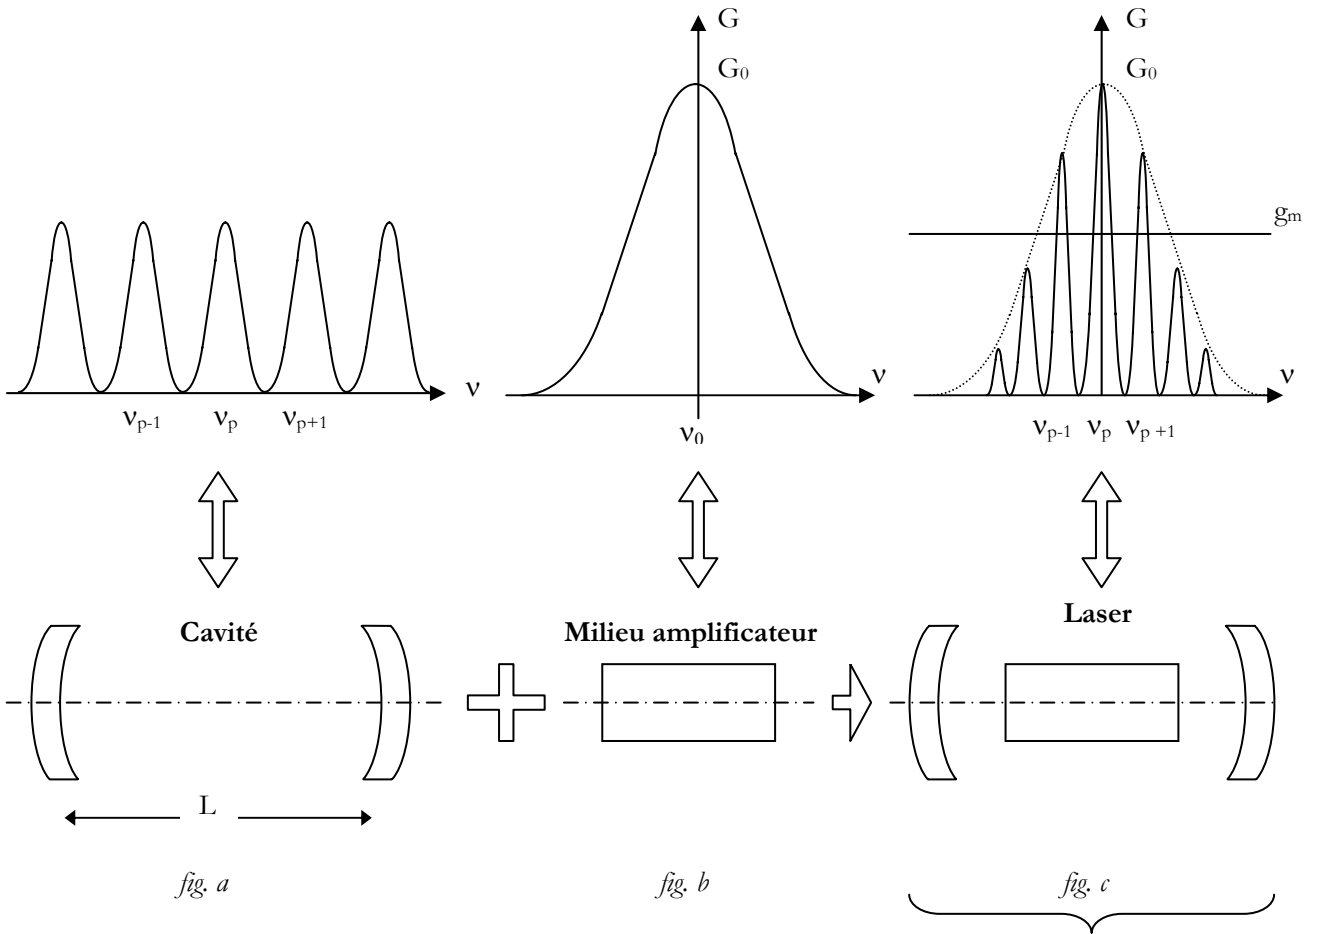 G
G₀
G
G₀
gₘ
ν
ν
ν
νₚ₋₁ νₚ νₚ₊₁
ν₀
νₚ₋₁ νₚ νₚ ₊₁
Cavité
Milieu amplificateur
Laser
L
fig. a
fig. b
fig. c